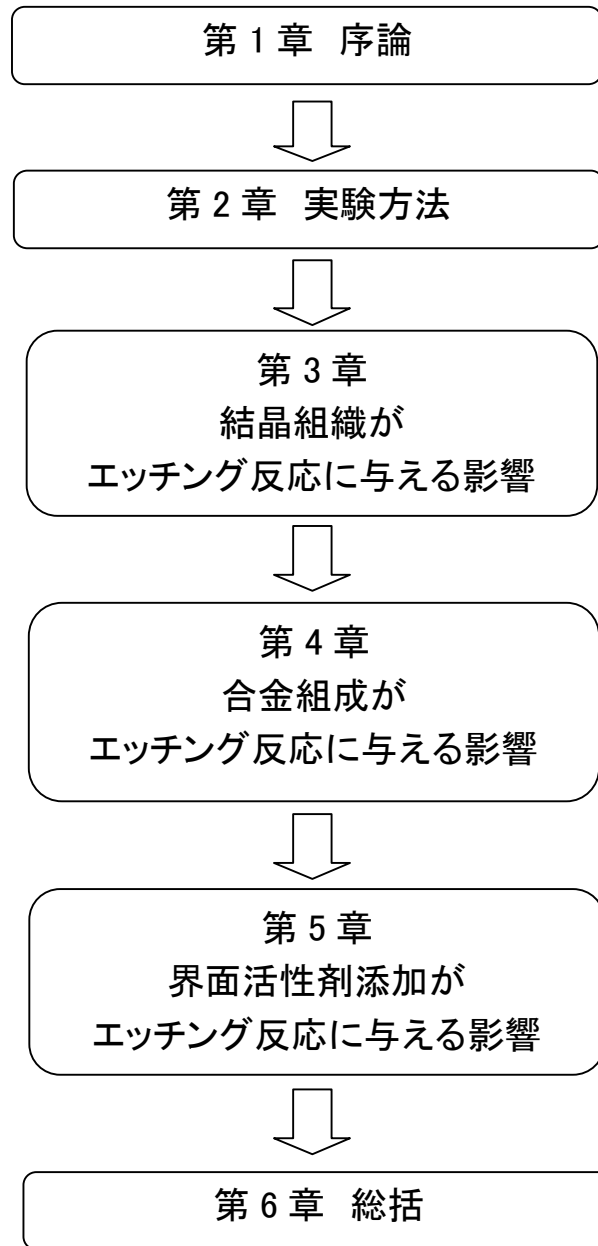 第 1 章 序論
第 2 章 実験方法
第 3 章
結晶組織が
エッチング反応に与える影響
第 4 章
合金組成が
エッチング反応に与える影響
第 5 章
界面活性剤添加が
エッチング反応に与える影響
第 6 章 総括